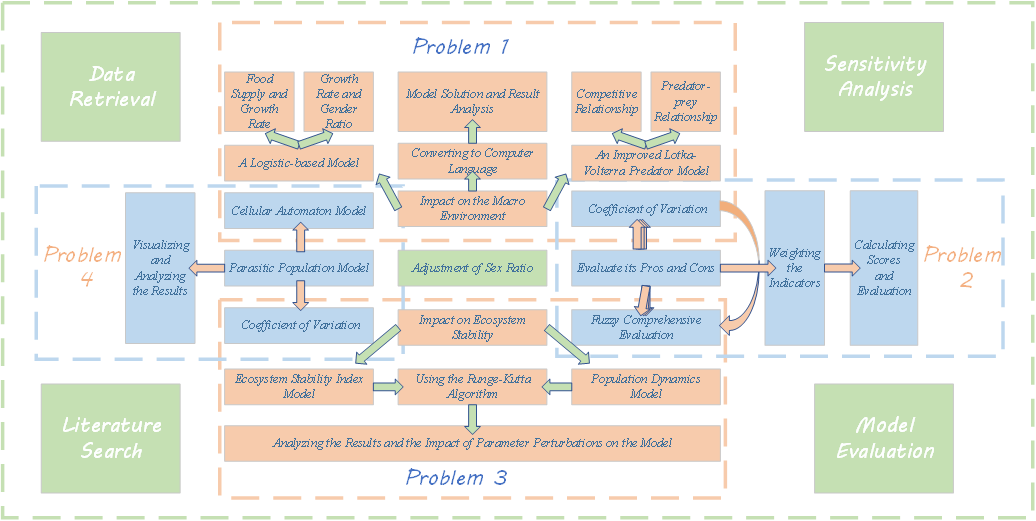 Problem 1
Data
Retrieval
Sensitivity
Analysis
Food
Supply and
Growth
Rate
Growth
Rate and
Gender
Ratio
Model Solution and Result
Analysis
Competitive
Relationship
Predator-
prey
Relationship
A Logistic-based Model
Converting to Computer
Language
An Improved Lotka-
Volterra Predator Model
Cellular Automaton Model
Impact on the Macro
Environment
Coefficient of Variation
Problem
4
Visualizing
and
Analyzing
the Results
Parasitic Population Model
Adjustment of Sex Ratio
Evaluate its Pros and Cons
Weighting
the
Indicators
Calculating
Scores
and
Evaluation
Problem
2
Coefficient of Variation
Impact on Ecosystem
Stability
Fuzzy Comprehensive
Evaluation
Ecosystem Stability Index
Model
Using the Runge-Kutta
Algorithm
Population Dynamics
Model
Literature
Search
Model
Evaluation
Analyzing the Results and the Impact of Parameter Perturbations on the Model
Problem 3